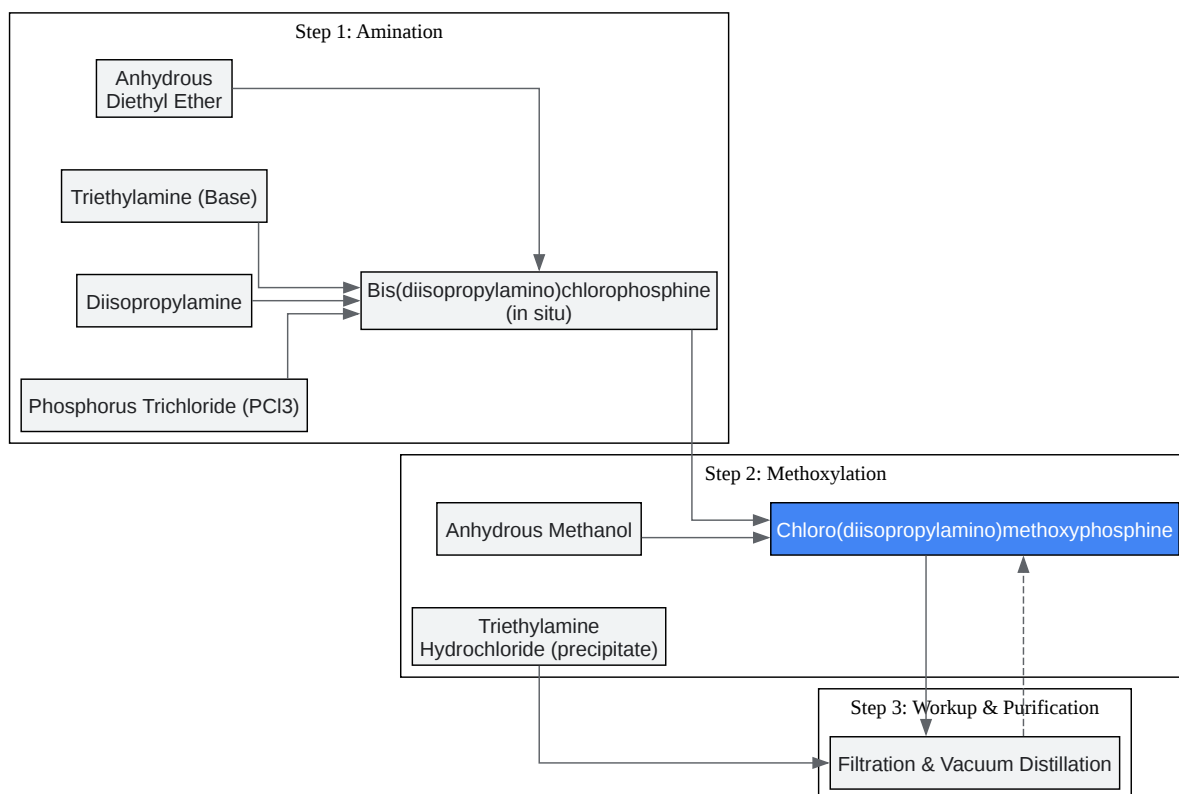 Step 1: Amination
Anhydrous
Diethyl Ether
Triethylamine (Base)
Diisopropylamine
Bis(diisopropylamino)chlorophosphine
(in situ)
Phosphorus Trichloride (PCl3)
Step 2: Methoxylation
Anhydrous Methanol
Chloro(diisopropylamino)methoxyphosphine
Triethylamine
Hydrochloride (precipitate)
Step 3: Workup & Purification
Filtration & Vacuum Distillation